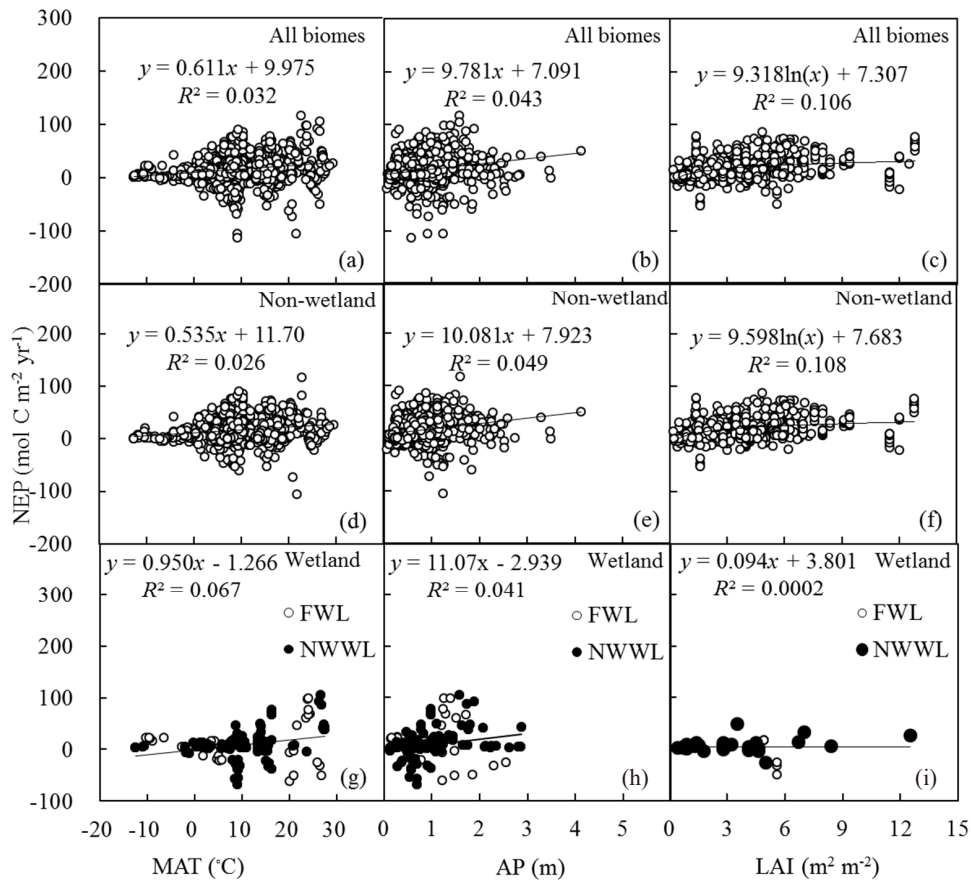 300
200
100
0
-100
-200
All biomes
y = 0.611x + 9.975
R² = 0.032
(a)
All biomes
y = 9.781x + 7.091
R² = 0.043
(b)
All biomes
y = 9.318ln(x) + 7.307
R² = 0.106
(c)
NEP (mol C m⁻² yr⁻¹)
200
100
0
-100
-200
Non-wetland
y = 0.535x + 11.70
R² = 0.026
(d)
Non-wetland
y = 10.081x + 7.923
R² = 0.049
(e)
Non-wetland
y = 9.598ln(x) + 7.683
R² = 0.108
(f)
300
200
100
0
-100
Wetland
y = 0.950x - 1.266
R² = 0.067
FWL
NWWL
(g)
Wetland
y = 11.07x - 2.939
R² = 0.041
FWL
NWWL
(h)
Wetland
y = 0.094x + 3.801
R² = 0.0002
FWL
NWWL
(i)
-20 -10 0 10 20 30 40
0 1 2 3 4 5 6
0 3 6 9 12 15
MAT (°C)
AP (m)
LAI (m² m⁻²)